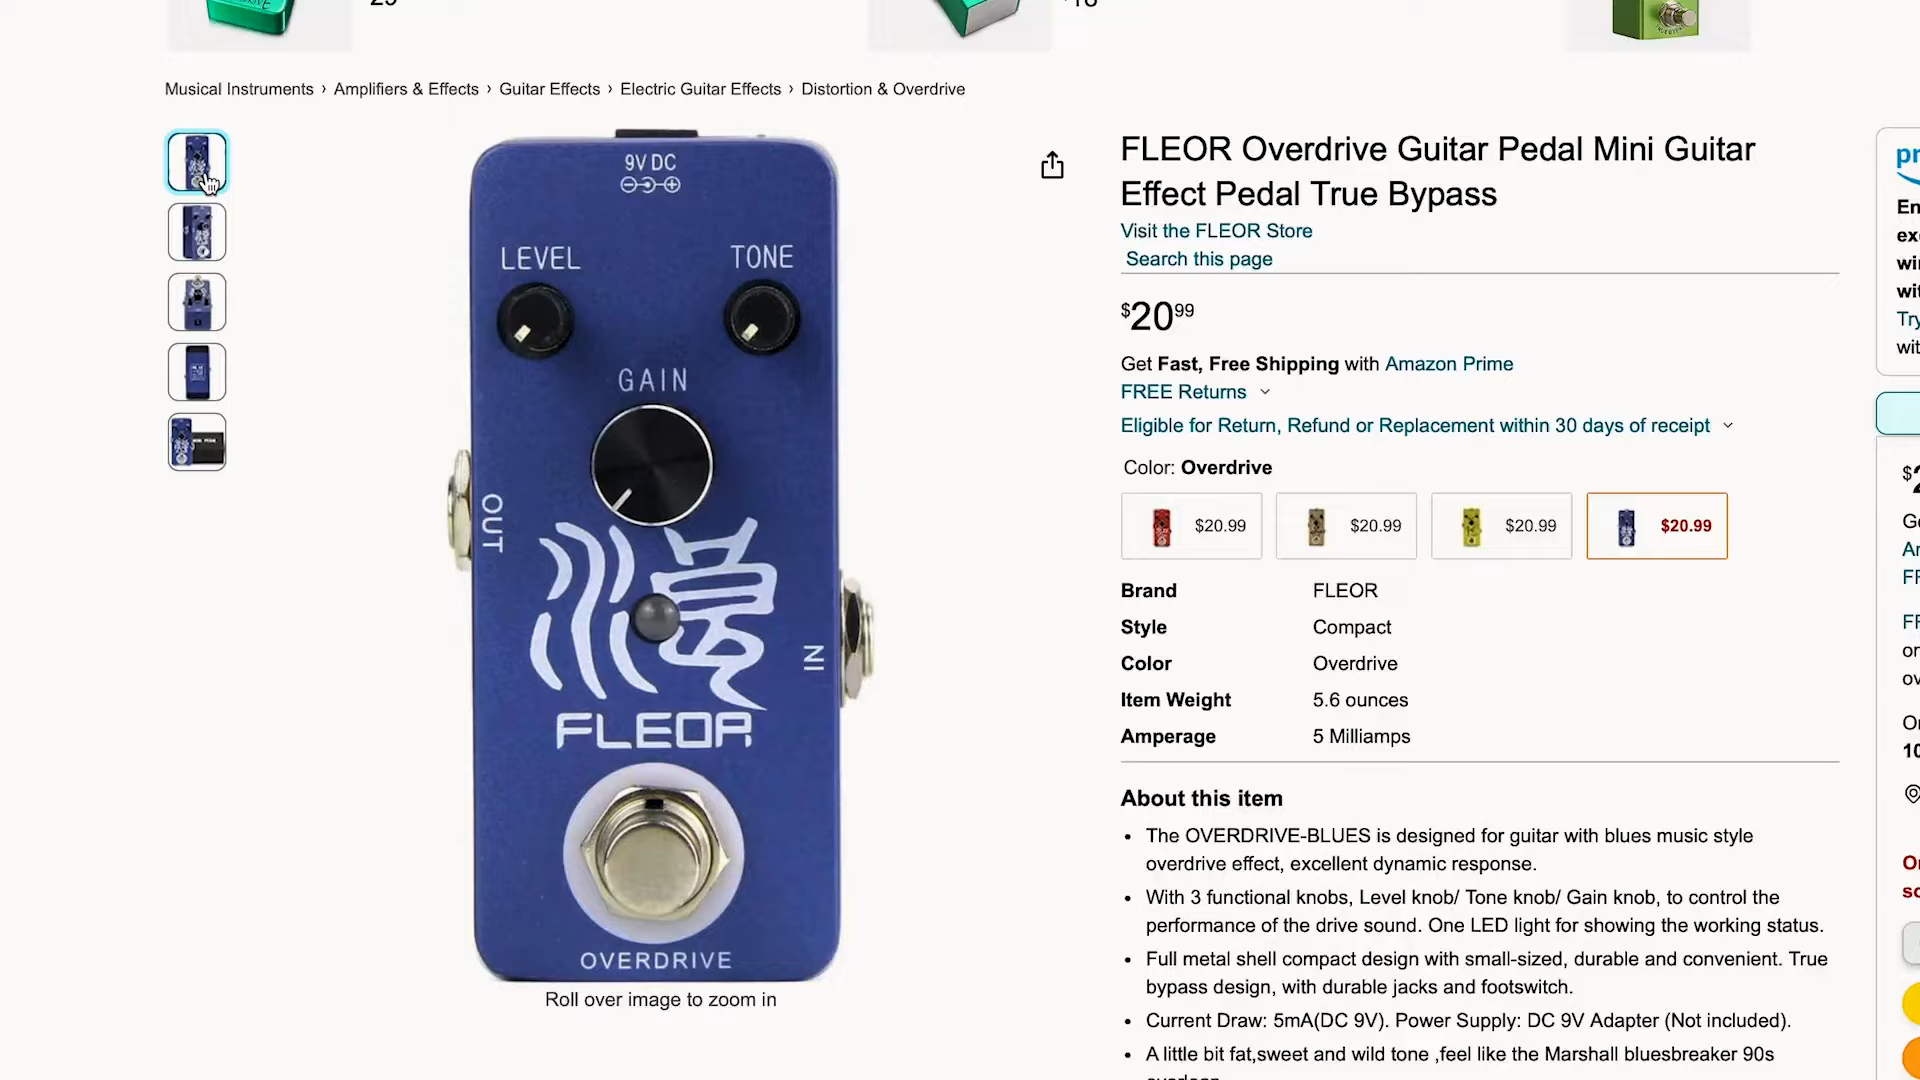 Musical Instruments › Amplifiers & Effects › Guitar Effects › Electric Guitar Effects › Distortion & Overdrive
9V DC
LEVEL
TONE
GAIN
OUT
浪
IN
FLEOR
OVERDRIVE
Roll over image to zoom in
FLEOR Overdrive Guitar Pedal Mini Guitar
Effect Pedal True Bypass
Visit the FLEOR Store
Search this page
$20.99
Get Fast, Free Shipping with Amazon Prime
FREE Returns
Eligible for Return, Refund or Replacement within 30 days of receipt
Color: Overdrive
$20.99
$20.99
$20.99
$20.99
Brand FLEOR
Style Compact
Color Overdrive
Item Weight 5.6 ounces
Amperage 5 Milliamps
About this item
• The OVERDRIVE-BLUES is designed for guitar with blues music style
overdrive effect, excellent dynamic response.
• With 3 functional knobs, Level knob/ Tone knob/ Gain knob, to control the
performance of the drive sound. One LED light for showing the working status.
• Full metal shell compact design with small-sized, durable and convenient. True
bypass design, with durable jacks and footswitch.
• Current Draw: 5mA(DC 9V). Power Supply: DC 9V Adapter (Not included).
• A little bit fat,sweet and wild tone ,feel like the Marshall bluesbreaker 90s